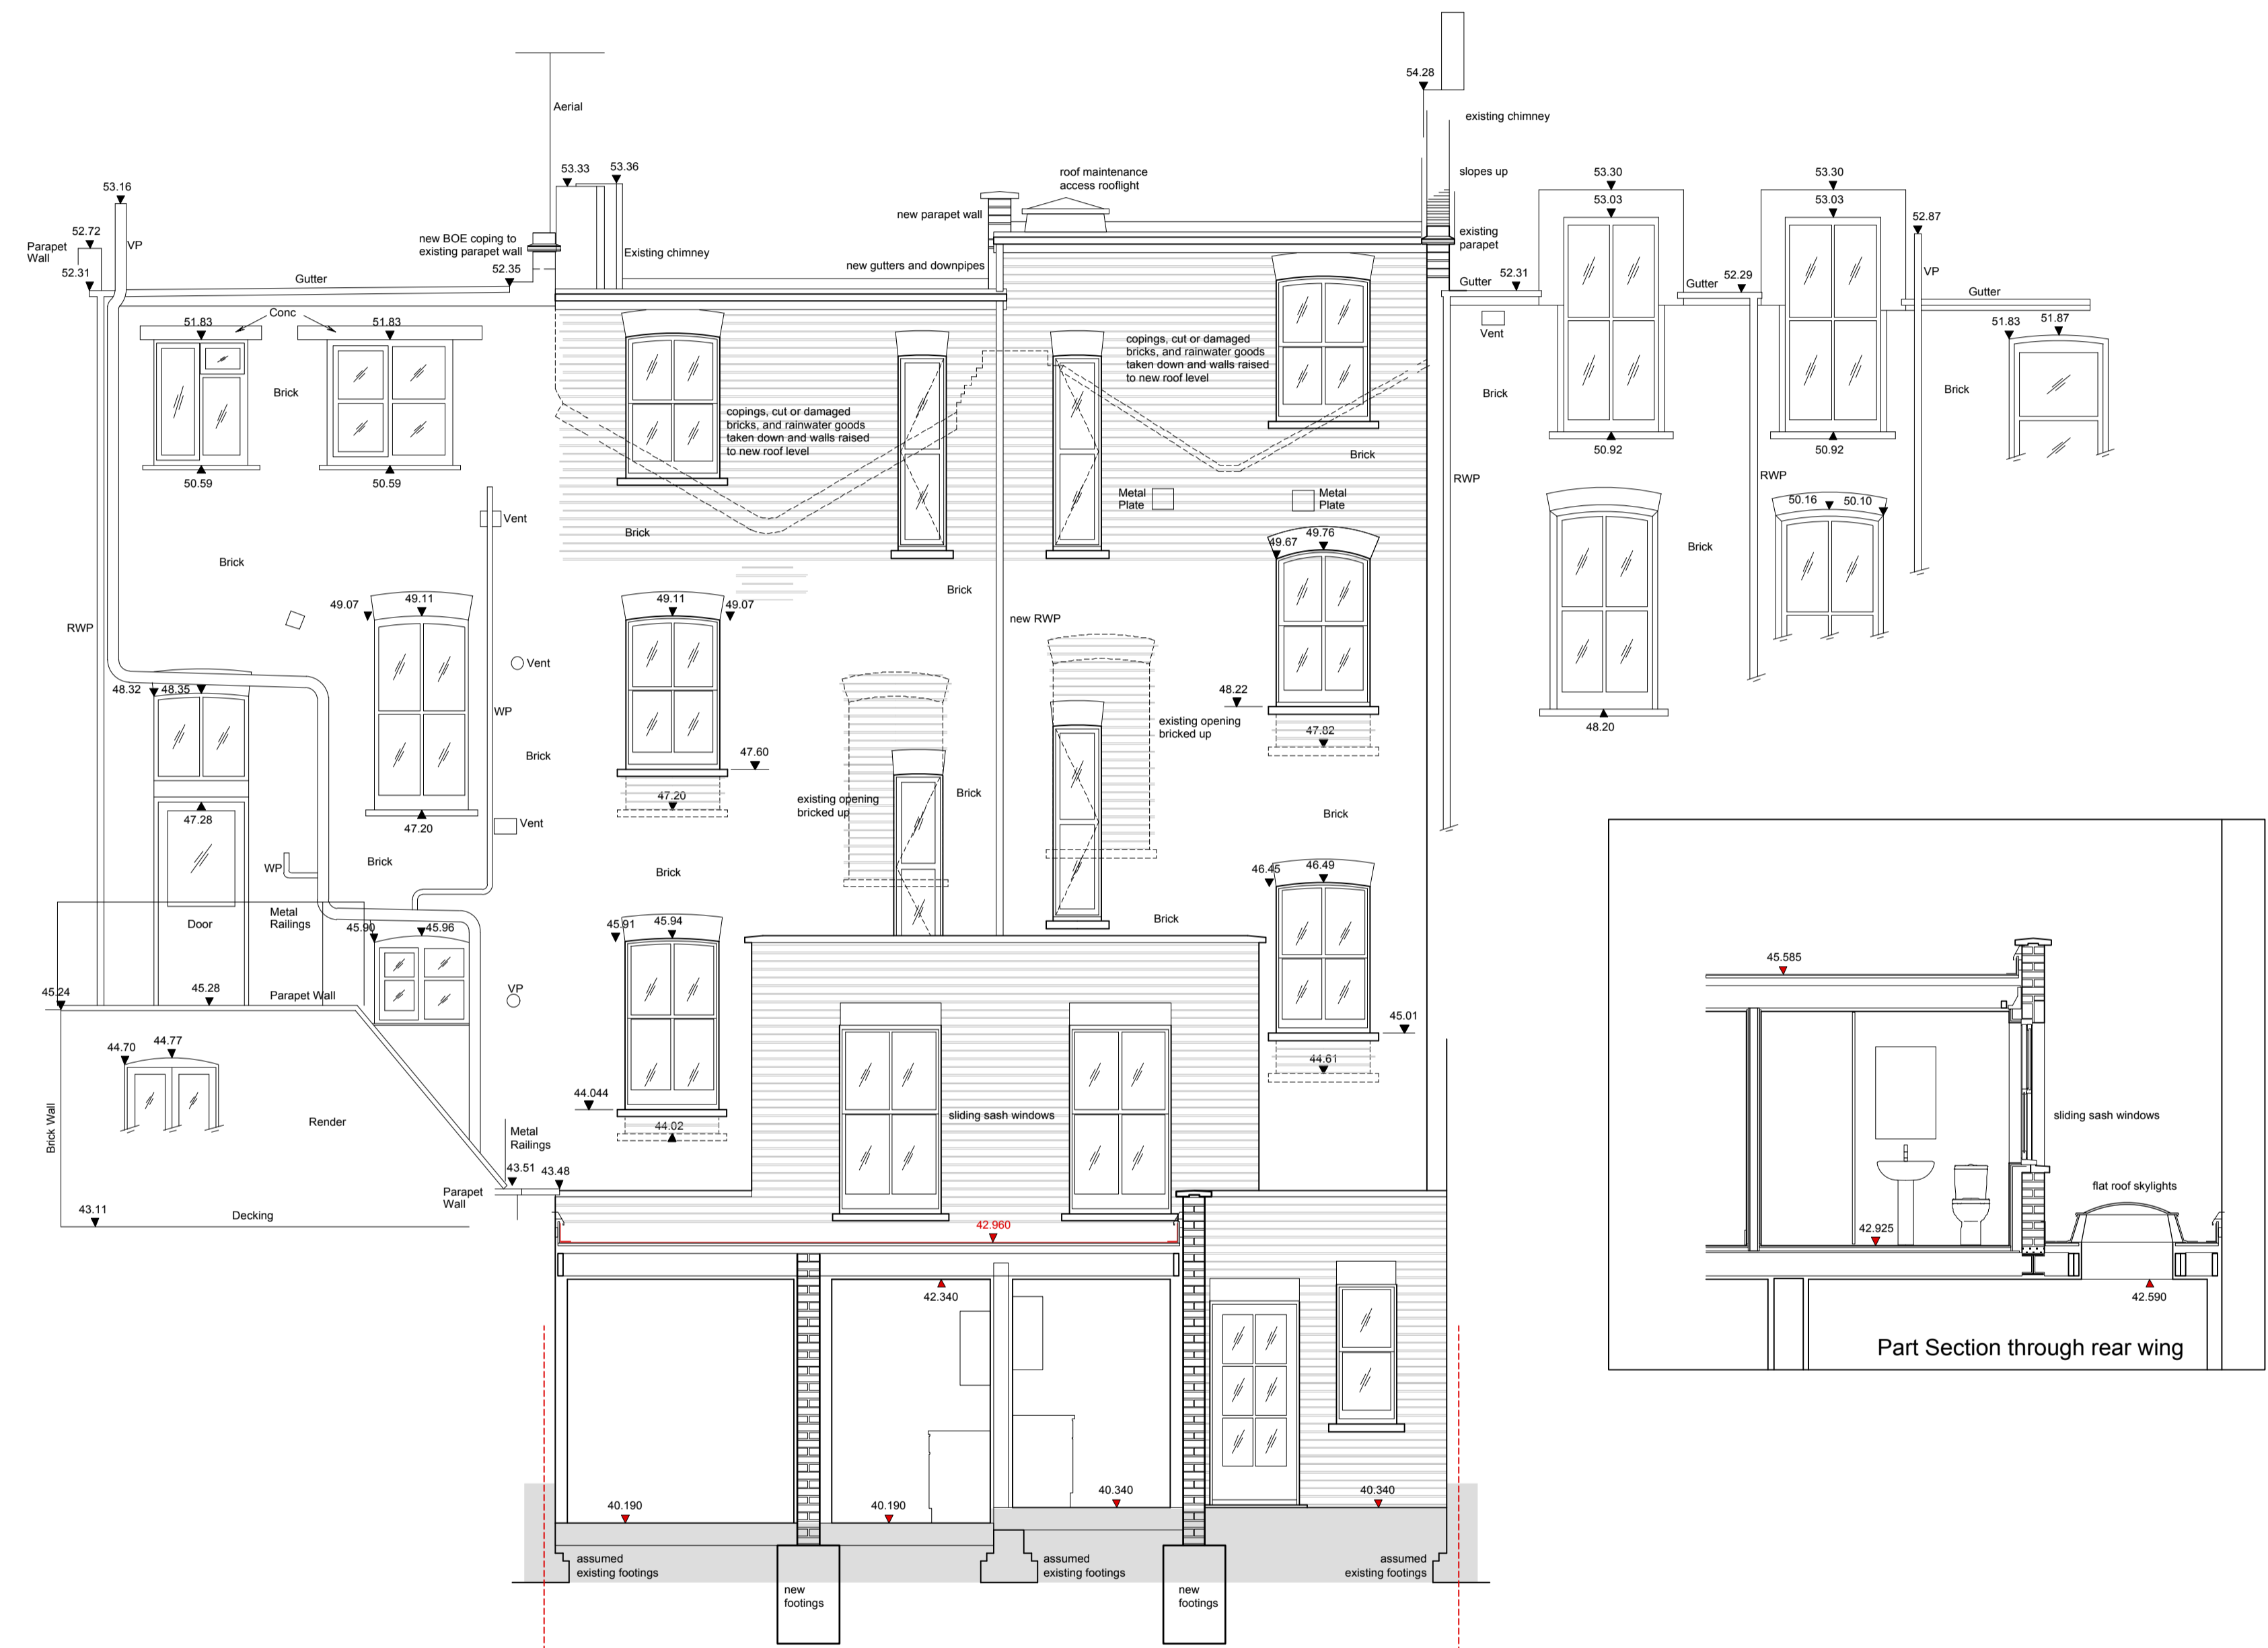 54.28
Aerial
existing chimney
53.33
53.36
roof maintenance
access rooflight
slopes up
53.30
53.30
53.16
53.03
53.03
new parapet wall
52.87
52.72
Parapet
Wall
VP
new BOE coping to
existing parapet wall
Existing chimney
existing
parapet
52.31
52.35
Gutter
new gutters and downpipes
Gutter
52.31
Gutter
52.29
VP
Gutter
Conc
51.83
51.83
Vent
51.83
51.87
copings, cut or damaged
bricks, and rainwater goods
taken down and walls raised
to new roof level
Brick
Brick
Brick
copings, cut or damaged
bricks, and rainwater goods
taken down and walls raised
to new roof level
50.59
50.59
50.92
50.92
Brick
RWP
RWP
Metal
Plate
Metal
Plate
50.16
50.10
Vent
Brick
Brick
49.67
49.76
Brick
Brick
49.07
49.11
49.11
49.07
RWP
new RWP
Vent
48.32
48.35
48.22
WP
existing opening
bricked up
47.82
48.20
Brick
47.60
47.28
47.20
47.20
existing opening
bricked up
Brick
Vent
Brick
WP
Brick
Brick
46.45
46.49
Door
Metal
Railings
45.90
45.96
45.91
45.94
Brick
45.24
45.28
Parapet Wall
VP
45.01
45.585
44.70
44.77
44.61
44.044
44.02
sliding sash windows
sliding sash windows
Brick Wall
Render
Metal
Railings
43.51
43.48
Parapet
Wall
flat roof skylights
43.11
Decking
42.960
42.925
42.340
42.590
Part Section through rear wing
40.190
40.190
40.340
40.340
assumed
existing footings
assumed
existing footings
assumed
existing footings
new
footings
new
footings